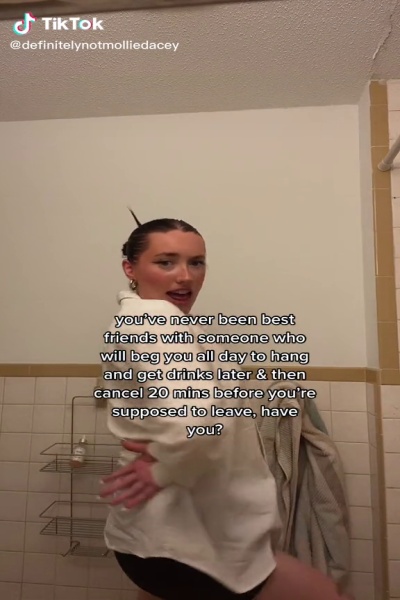 TikTok
@definitelynotmolliedacey
you've never been best
friends with someone who
will beg you all day to hang
and get drinks later & then
cancel 20 mins before you're
supposed to leave, have
you?